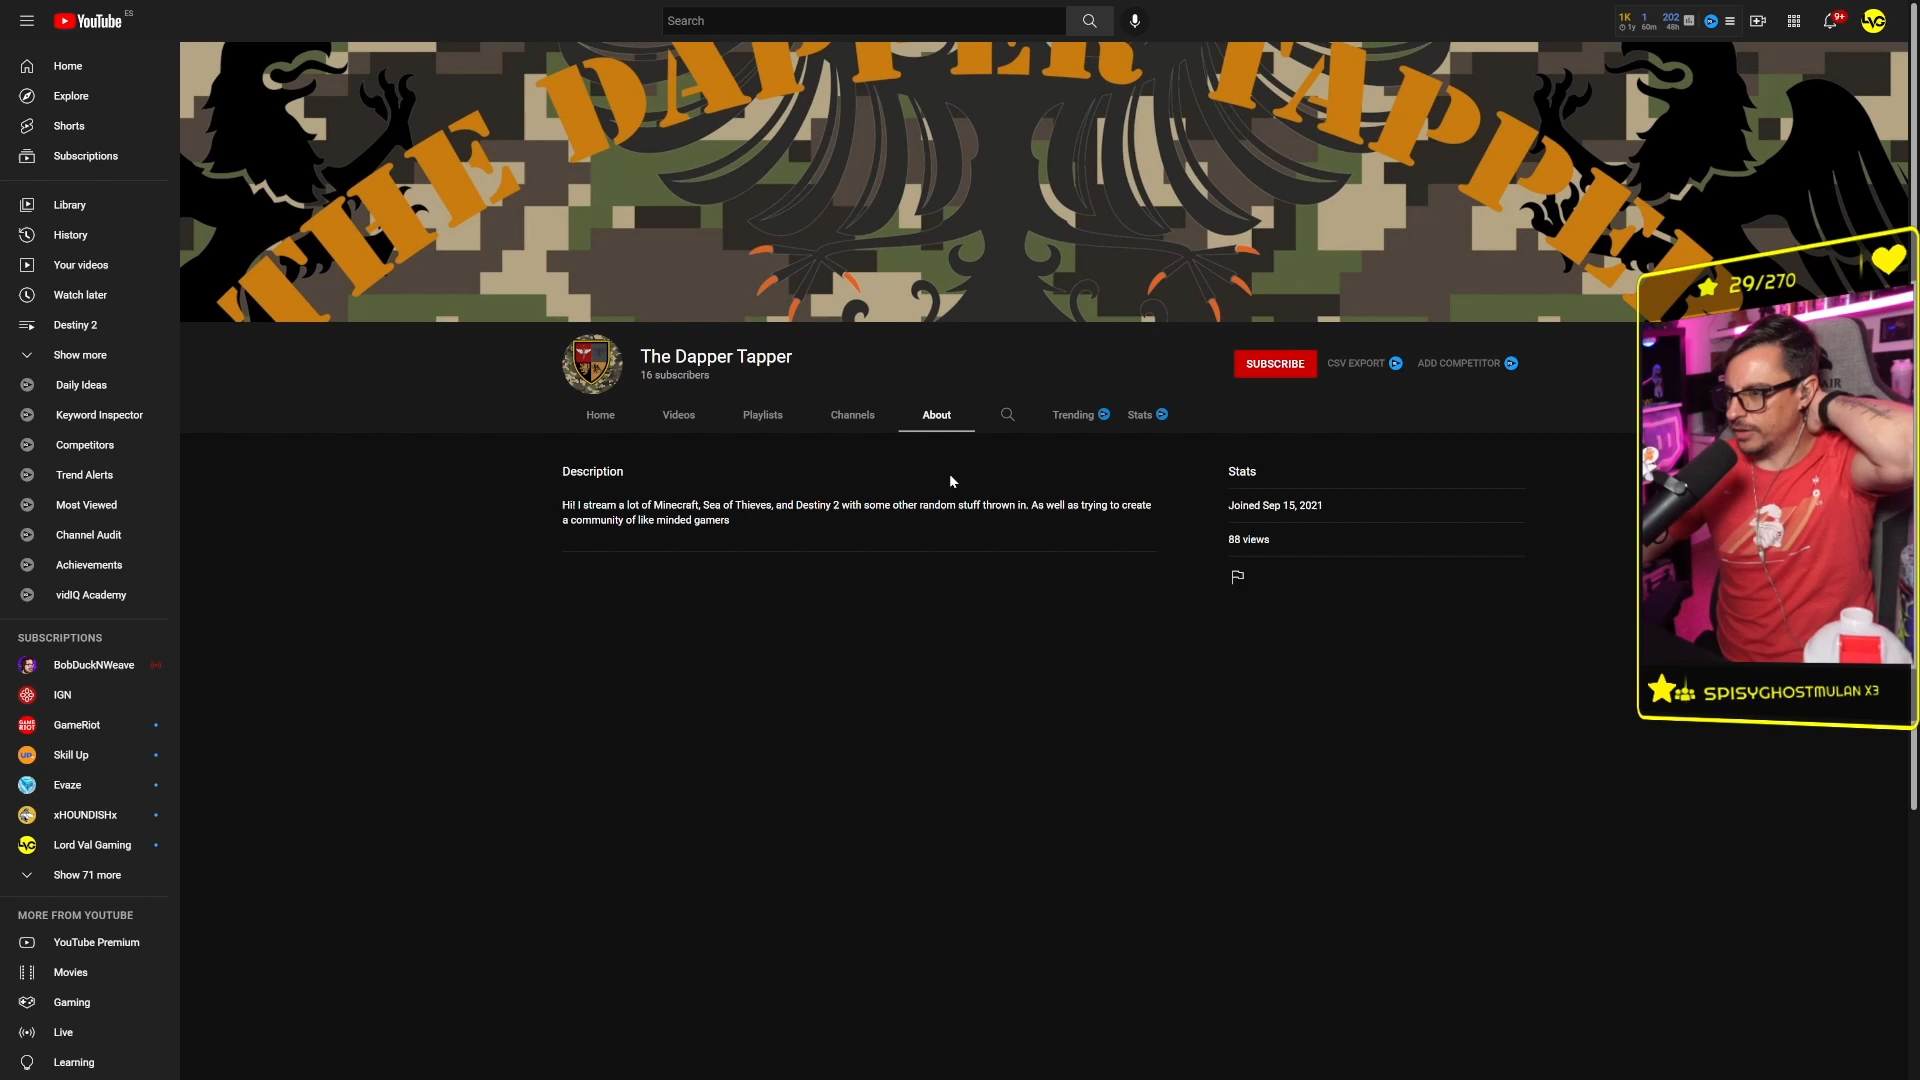 YouTube ES
Search
1K 1 202
1y 60m 48h
9+
Home
Explore
Shorts
Subscriptions
Library
History
Your videos
Watch later
Destiny 2
Show more
Daily Ideas
Keyword Inspector
Competitors
Trend Alerts
Most Viewed
Channel Audit
Achievements
vidIQ Academy
SUBSCRIPTIONS
BobDuckNWeave
IGN
GameRiot
Skill Up
Evaze
xHOUNDISHx
Lord Val Gaming
Show 71 more
MORE FROM YOUTUBE
YouTube Premium
Movies
Gaming
Live
Learning
THE DAPPER TAPPER
The Dapper Tapper
16 subscribers
SUBSCRIBE
CSV EXPORT
ADD COMPETITOR
Home
Videos
Playlists
Channels
About
Trending
Stats
Description
Hi! I stream a lot of Minecraft, Sea of Thieves, and Destiny 2 with some other random stuff thrown in. As well as trying to create
a community of like minded gamers
Stats
Joined Sep 15, 2021
88 views
29/270
SPISYGHOSTMULAN X3